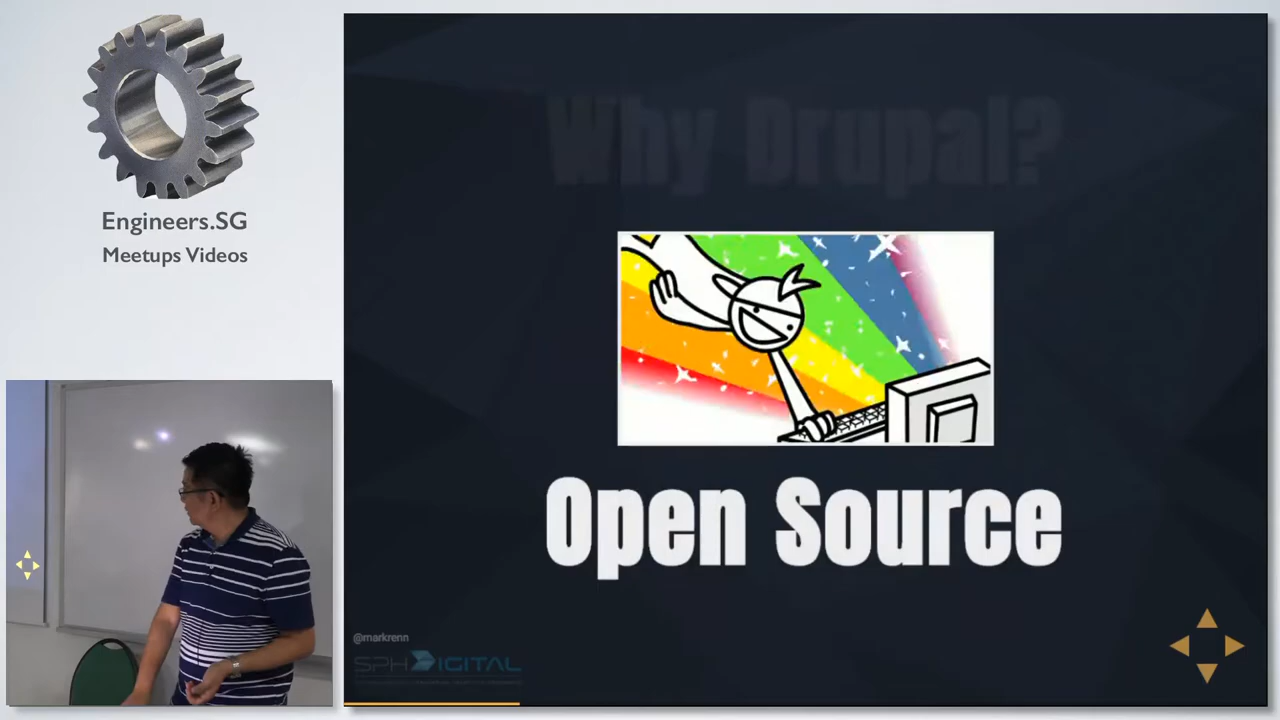 Engineers.SG
Meetups Videos
Why Drupal?
Open Source
@markrenn
SPH DIGITAL